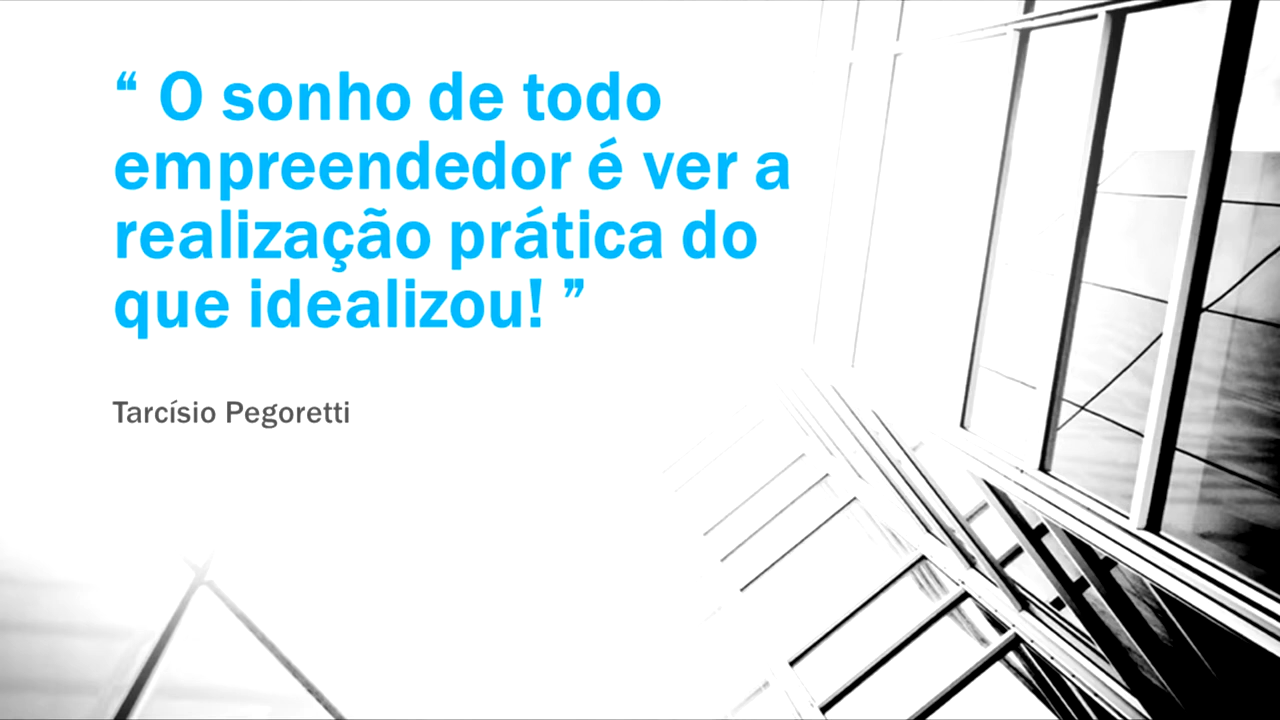 “ O sonho de todo
empreendedor é ver a
realização prática do
que idealizou! ”
Tarcísio Pegoretti